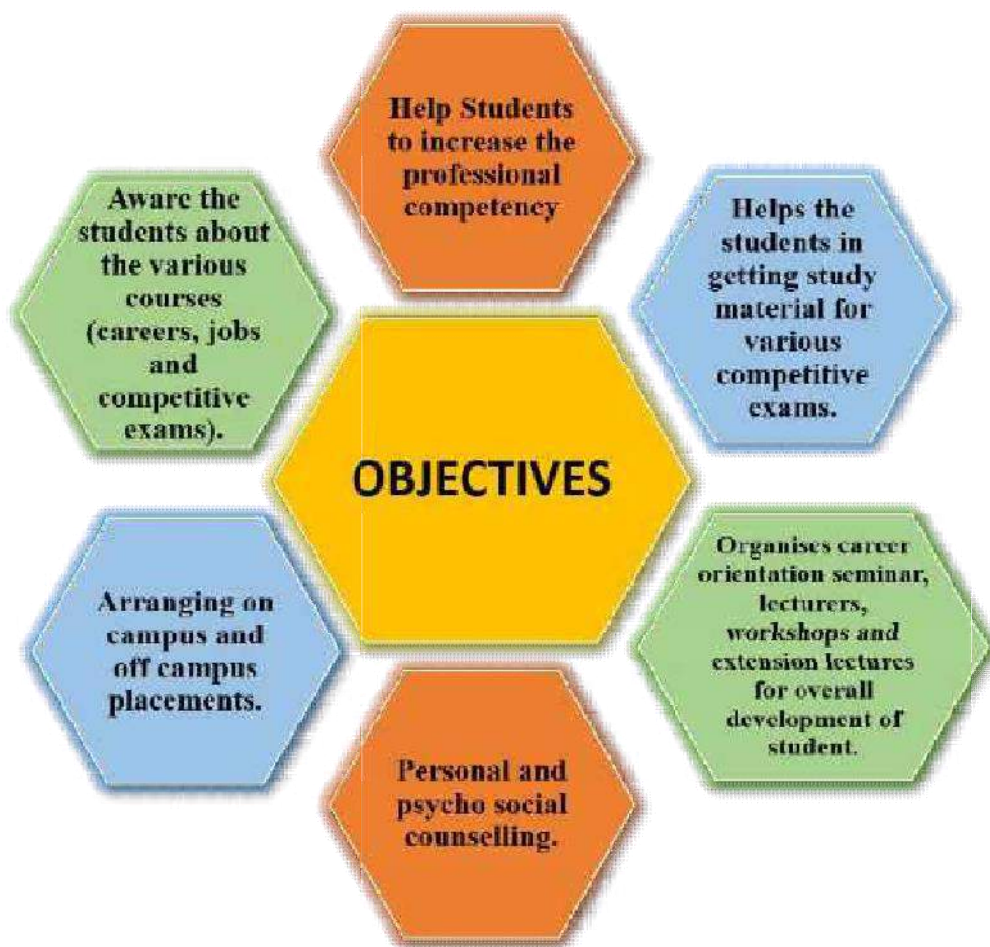 Help Students
to increase the
professional
competency
Aware the
students about
the various
courses
(careers, jobs
and
competitive
exams).
Helps the
students in
getting study
material for
various
competitive
exams.
OBJECTIVES
Arranging on
campus and
off campus
placements.
Organises career
orientation seminar,
lecturers,
workshops and
extension lectures
for overall
development of
student.
Personal and
psycho social
counselling.